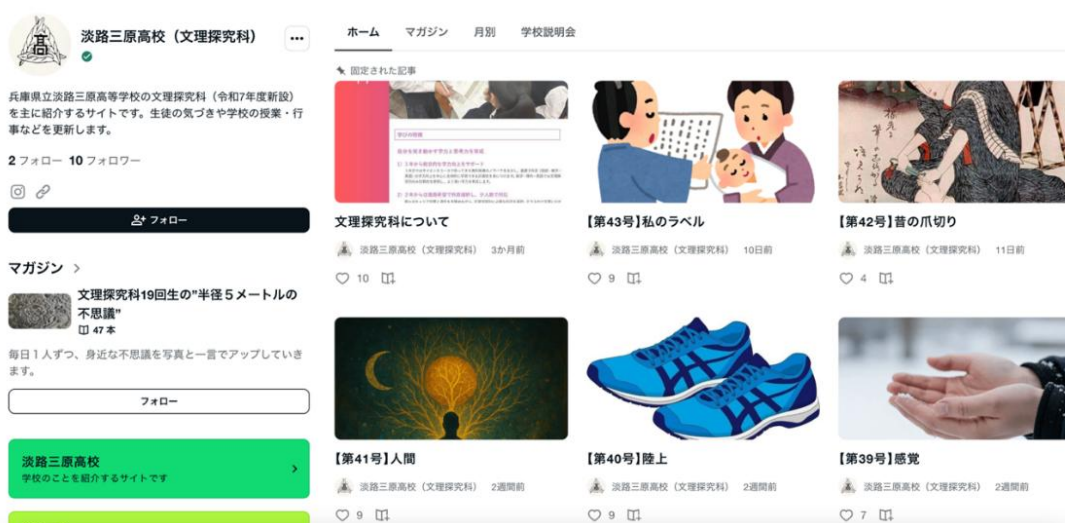 淡路三原高校（文理探究科）
兵庫県立淡路三原高等学校の文理探究科（令和7年度新設）
を主に紹介するサイトです。生徒の気づきや学校の授業・行
事などを更新します。
2 フォロー 10 フォロワー
フォロー
マガジン
文理探究科19回生の"半径５メートルの
不思議"
47 本
毎日１人ずつ、身近な不思議を写真と一言でアップしていき
ます。
フォロー
淡路三原高校
学校のことを紹介するサイトです
ホーム マガジン 月別 学校説明会
固定された記事
文理探究科について
淡路三原高校（文理探究科） 3か月前
10
【第43号】私のラベル
淡路三原高校（文理探究科） 10日前
9
【第42号】昔の爪切り
淡路三原高校（文理探究科） 11日前
4
【第41号】人間
淡路三原高校（文理探究科） 2週間前
9
【第40号】陸上
淡路三原高校（文理探究科） 2週間前
9
【第39号】感覚
淡路三原高校（文理探究科） 2週間前
7